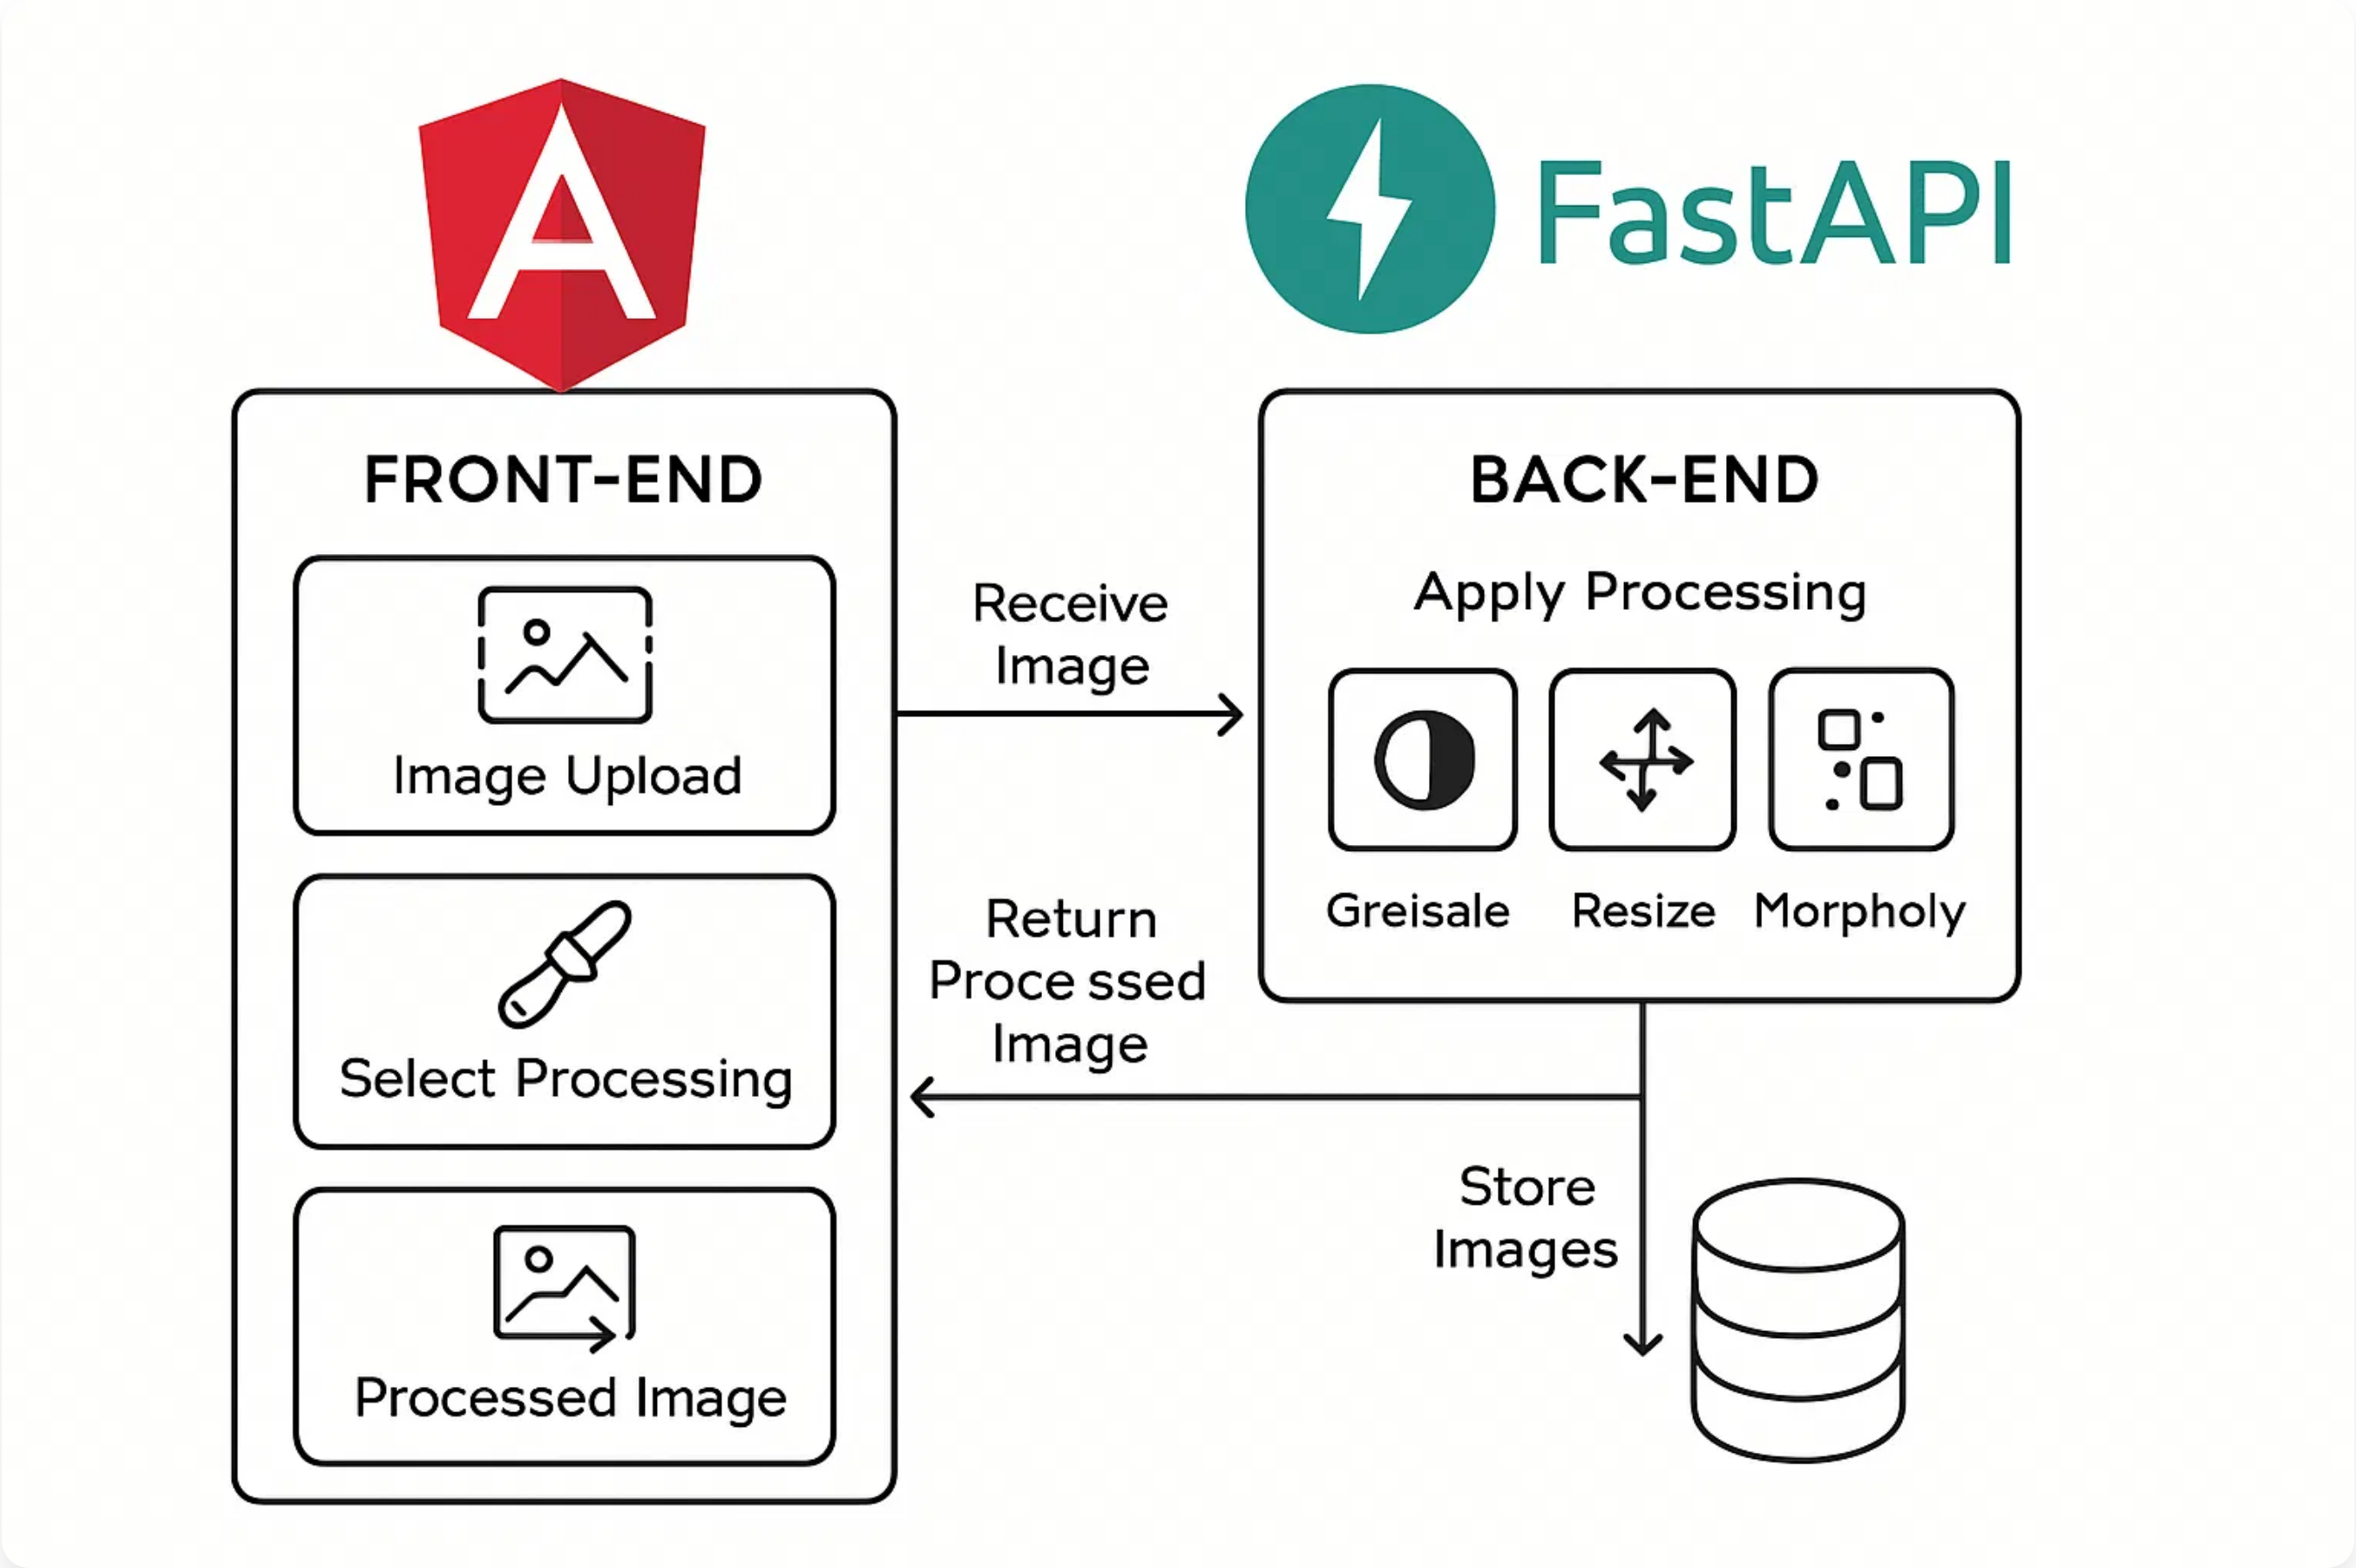 FastAPI
FRONT-END
Image Upload
Select Processing
Processed Image
Receive
Image
Return
Proce ssed
Image
BACK-END
Apply Processing
Greisale
Resize
Morpholy
Store
Images